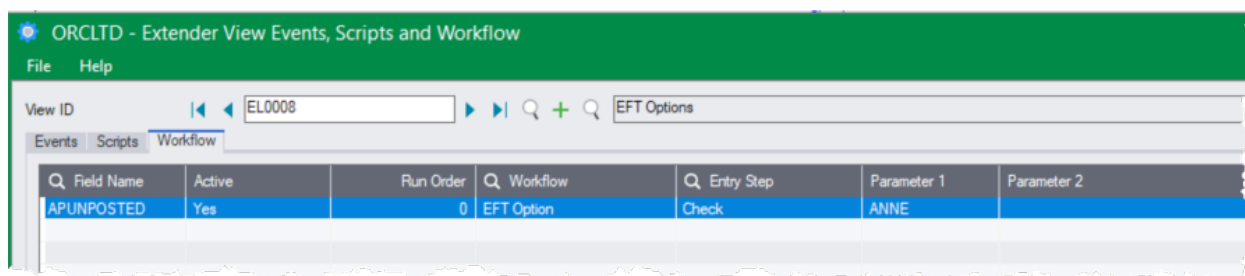 ORCLTD - Extender View Events, Scripts and Workflow
File Help
View ID EL0008 EFT Options
Events Scripts Workflow
Field Name Active Run Order Workflow Entry Step Parameter 1 Parameter 2
APUNPOSTED Yes 0 EFT Option Check ANNE